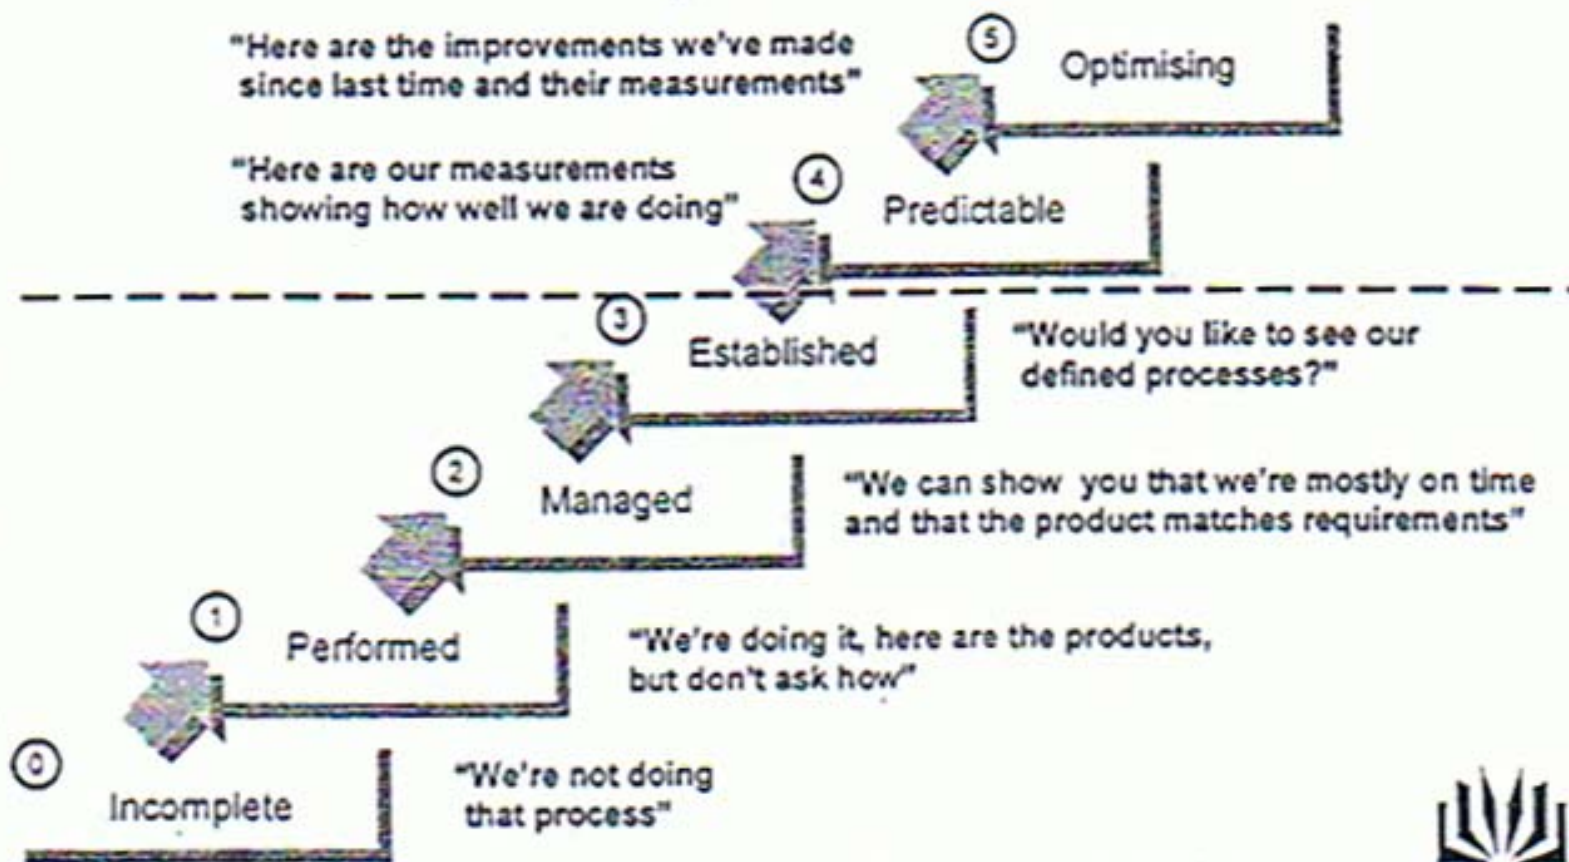 "Here are the improvements we've made
since last time and their measurements"
5
Optimising
"Here are our measurements
showing how well we are doing"
4
Predictable
3
Established
"Would you like to see our
defined processes?"
2
Managed
"We can show you that we're mostly on time
and that the product matches requirements"
1
Performed
"We're doing it, here are the products,
but don't ask how"
0
Incomplete
"We're not doing
that process"